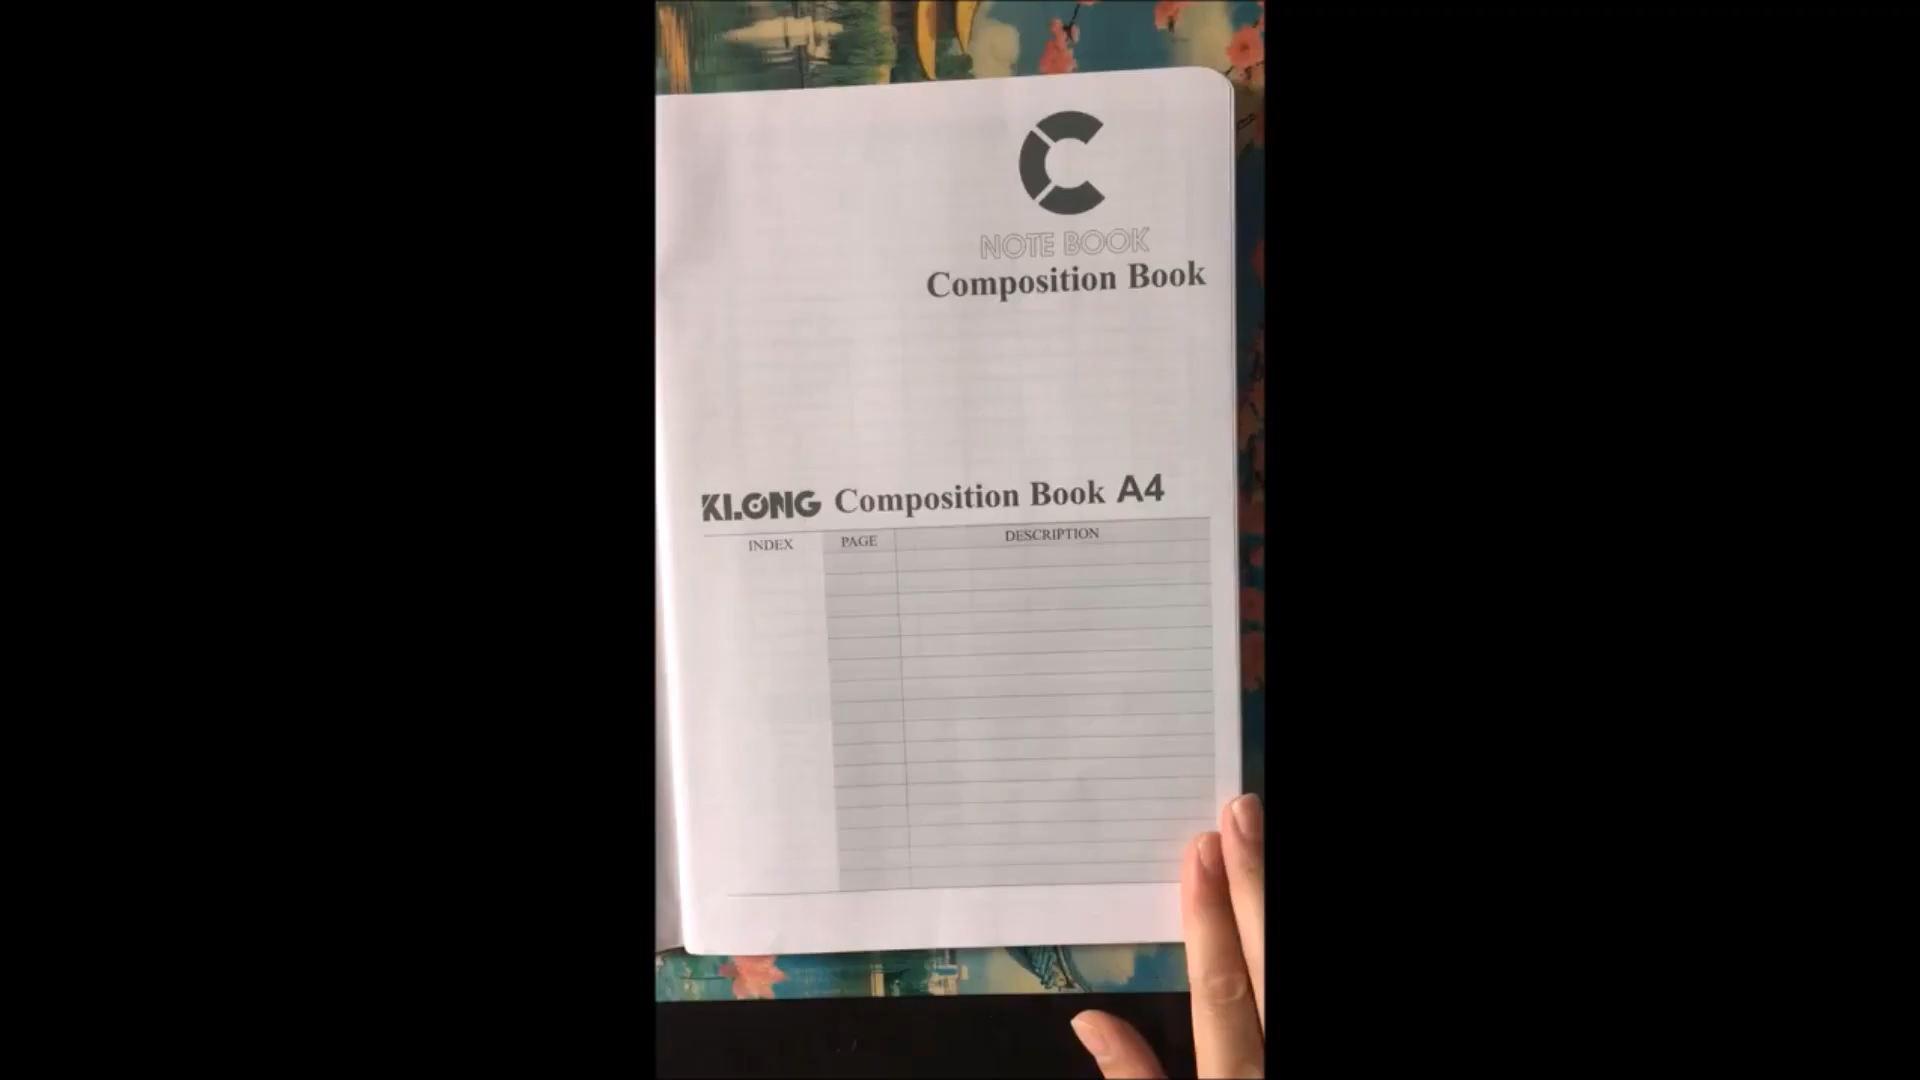 C
NOTE BOOK
Composition Book
KLONG Composition Book A4
INDEX PAGE DESCRIPTION